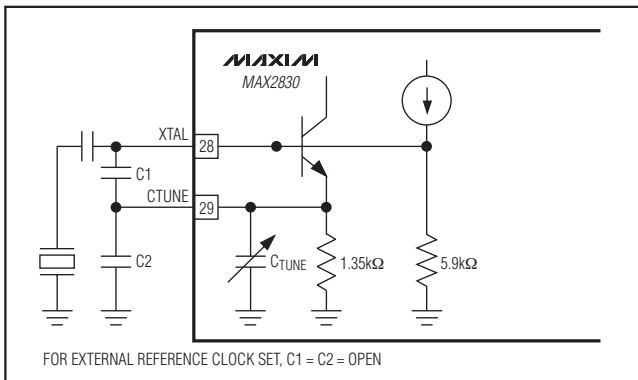 MAXIM
MAX2830
XTAL
28
C1
CTUNE
29
C2
CTUNE
1.35kΩ
5.9kΩ
FOR EXTERNAL REFERENCE CLOCK SET, C1 = C2 = OPEN